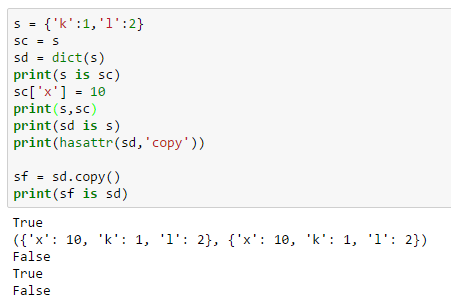 s = {'k':1,'l':2}
sc = s
sd = dict(s)
print(s is sc)
sc['x'] = 10
print(s,sc)
print(sd is s)
print(hasattr(sd,'copy'))
sf = sd.copy()
print(sf is sd)
True
({'x': 10, 'k': 1, 'l': 2}, {'x': 10, 'k': 1, 'l': 2})
False
True
False